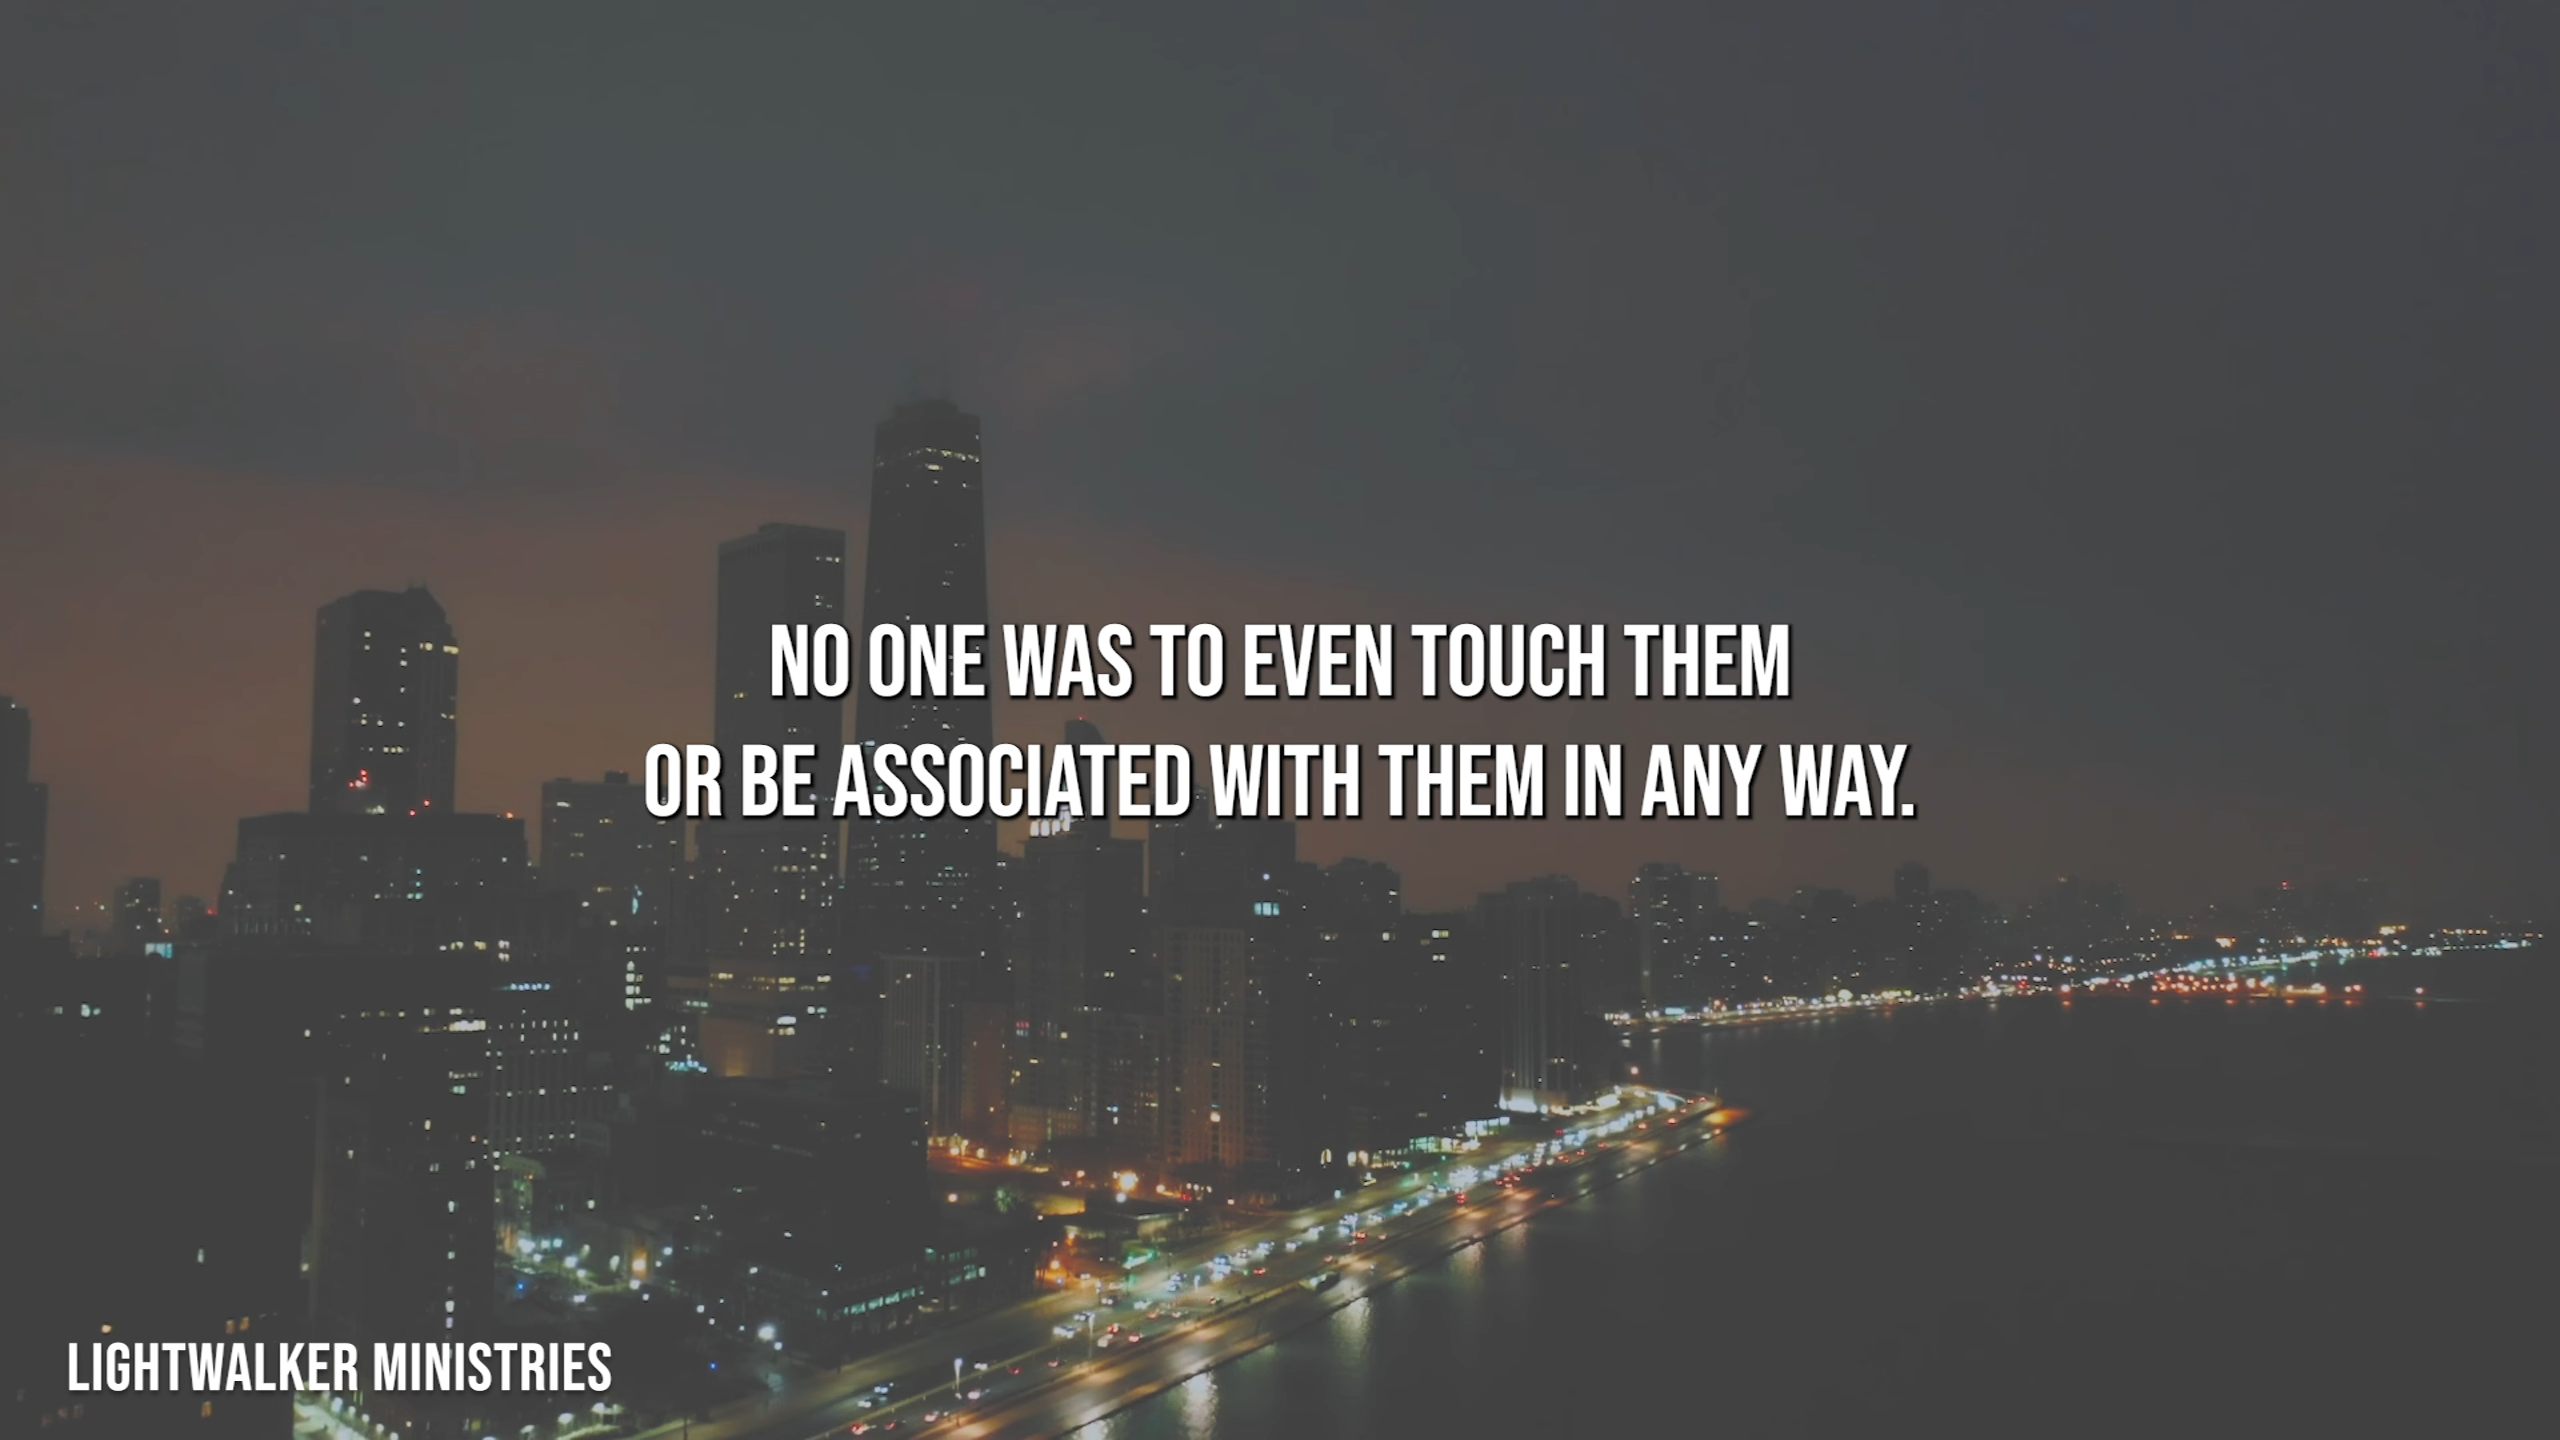 NO ONE WAS TO EVEN TOUCH THEM
OR BE ASSOCIATED WITH THEM IN ANY WAY.
LIGHTWALKER MINISTRIES